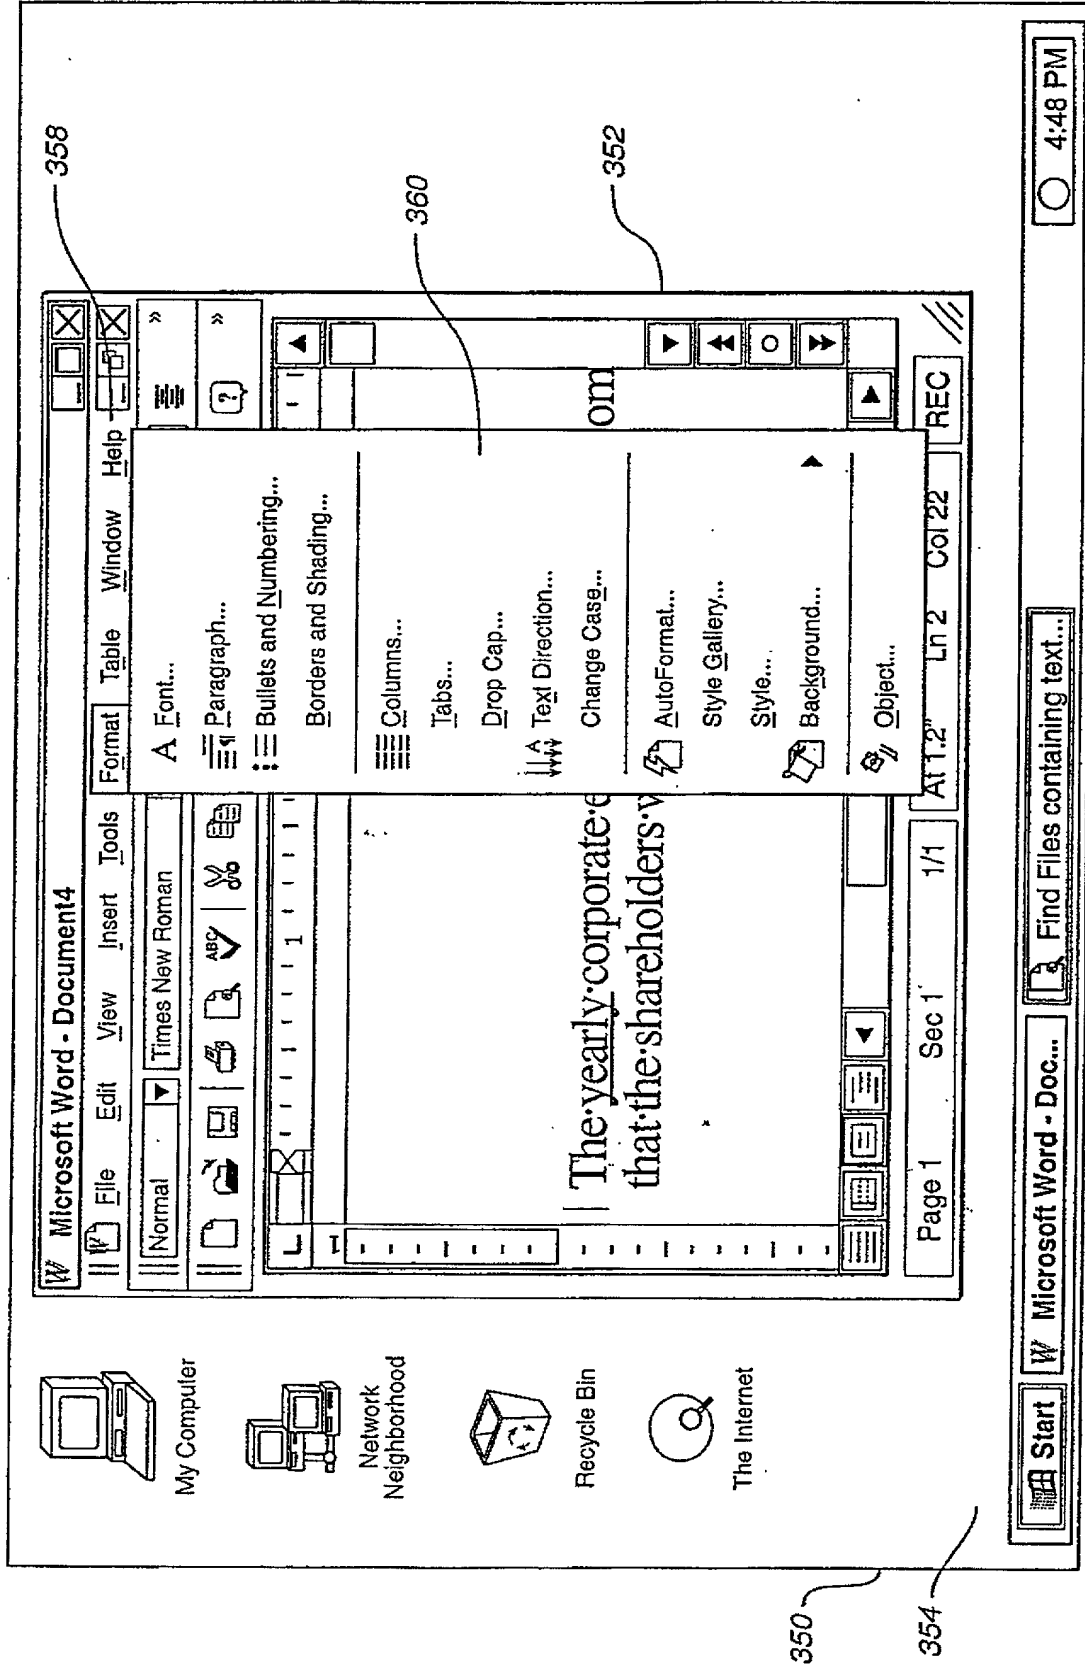 W Microsoft Word - Document4
File Edit View Insert Tools Format Table Window Help
358
Normal Times New Roman
»
ABC
?
»
A Font...
Paragraph...
Bullets and Numbering...
Borders and Shading...
Columns...
Tabs...
Drop Cap...
Text Direction...
Change Case...
AutoFormat...
Style Gallery...
Style...
Background...
Object...
360
L
1
1
The·yearly·corporate·e
om
that·the·shareholders·v
352
Page 1 Sec 1 1/1 At 1.2" Ln 2 Col 22 REC
My Computer
Network
Neighborhood
Recycle Bin
The Internet
Start W Microsoft Word - Doc... Find Files containing text... 4:48 PM
350
354